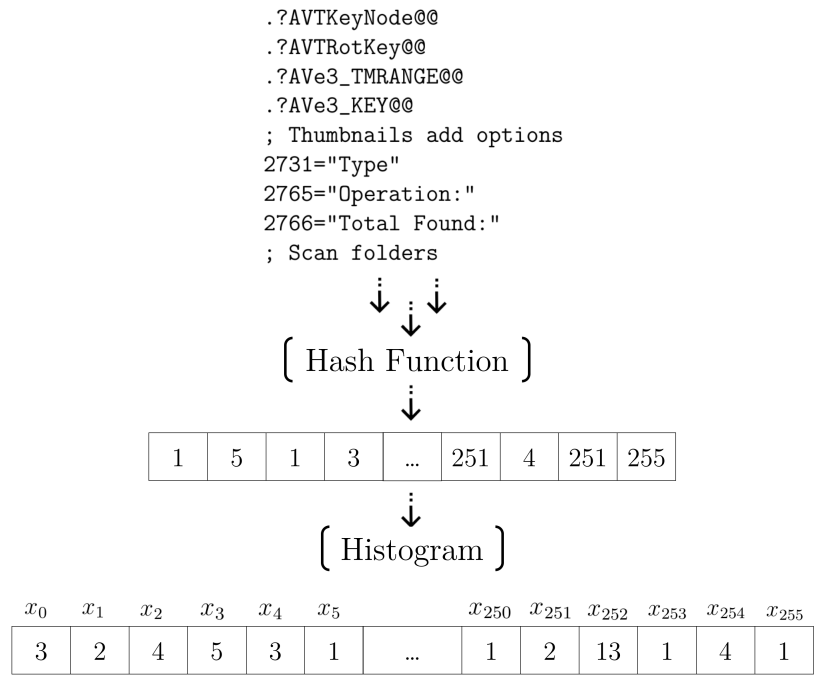 .?AVTKeyNode@@
.?AVTRotKey@@
.?AVe3_TMRANGE@@
.?AVe3_KEY@@
; Thumbnails add options
2731="Type"
2765="Operation:"
2766="Total Found:"
; Scan folders
Hash Function
1 5 1 3 … 251 4 251 255
Histogram
x₀ x₁ x₂ x₃ x₄ x₅ x₂₅₀ x₂₅₁ x₂₅₂ x₂₅₃ x₂₅₄ x₂₅₅
3 2 4 5 3 1 … 1 2 13 1 4 1